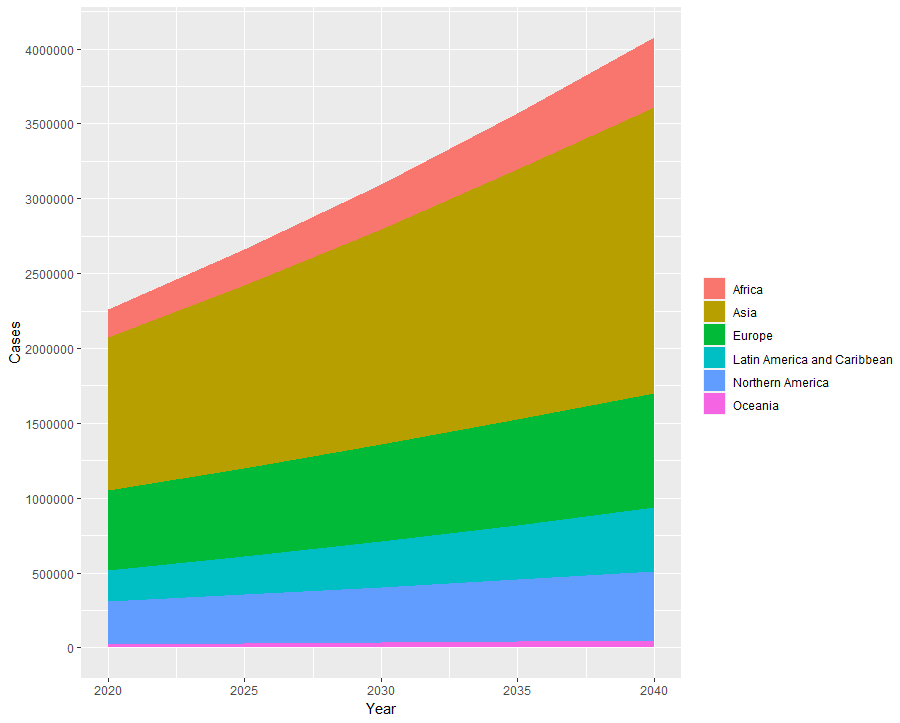 4000000
3500000
3000000
2500000
2000000
1500000
1000000
500000
0
Cases
2020 2025 2030 2035 2040
Year
Africa
Asia
Europe
Latin America and Caribbean
Northern America
Oceania